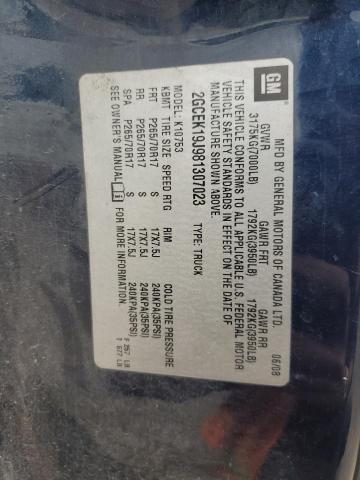 GM
MFD BY GENERAL MOTORS OF CANADA LTD.
06/08
GVWR GAWR FRT GAWR RR
3175KG(7000LB) 1792KG(3950LB) 1792KG(3950LB)
THIS VEHICLE CONFORMS TO ALL APPLICABLE U.S. FEDERAL MOTOR
VEHICLE SAFETY STANDARDS IN EFFECT ON THE DATE OF
MANUFACTURE SHOWN ABOVE.
2GCEK19J981307023 TYPE: TRUCK
MODEL: K10753
KBMT TIRE SIZE SPEED RTG RIM COLD TIRE PRESSURE
FRT P265/70R17 S 17X7.5J 240KPA(35PSI)
RR P265/70R17 S 17X7.5J 240KPA(35PSI)
SPA P265/70R17 S 17X7.5J 240KPA(35PSI)
SEE OWNER'S MANUAL i FOR MORE INFORMATION.
LB
T 677 LB